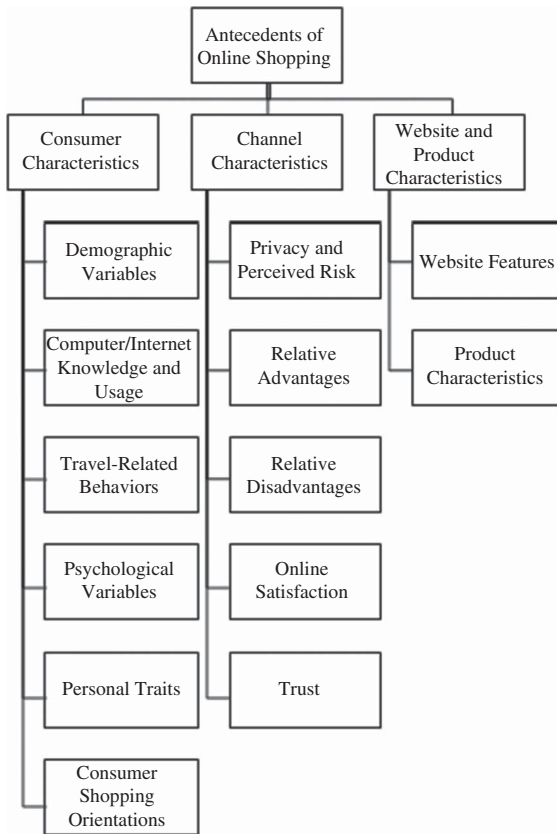 Antecedents of
Online Shopping
Consumer
Characteristics
Channel
Characteristics
Website and
Product
Characteristics
Demographic
Variables
Computer/Internet
Knowledge and
Usage
Travel-Related
Behaviors
Psychological
Variables
Personal Traits
Consumer
Shopping
Orientations
Privacy and
Perceived Risk
Relative
Advantages
Relative
Disadvantages
Online
Satisfaction
Trust
Website Features
Product
Characteristics